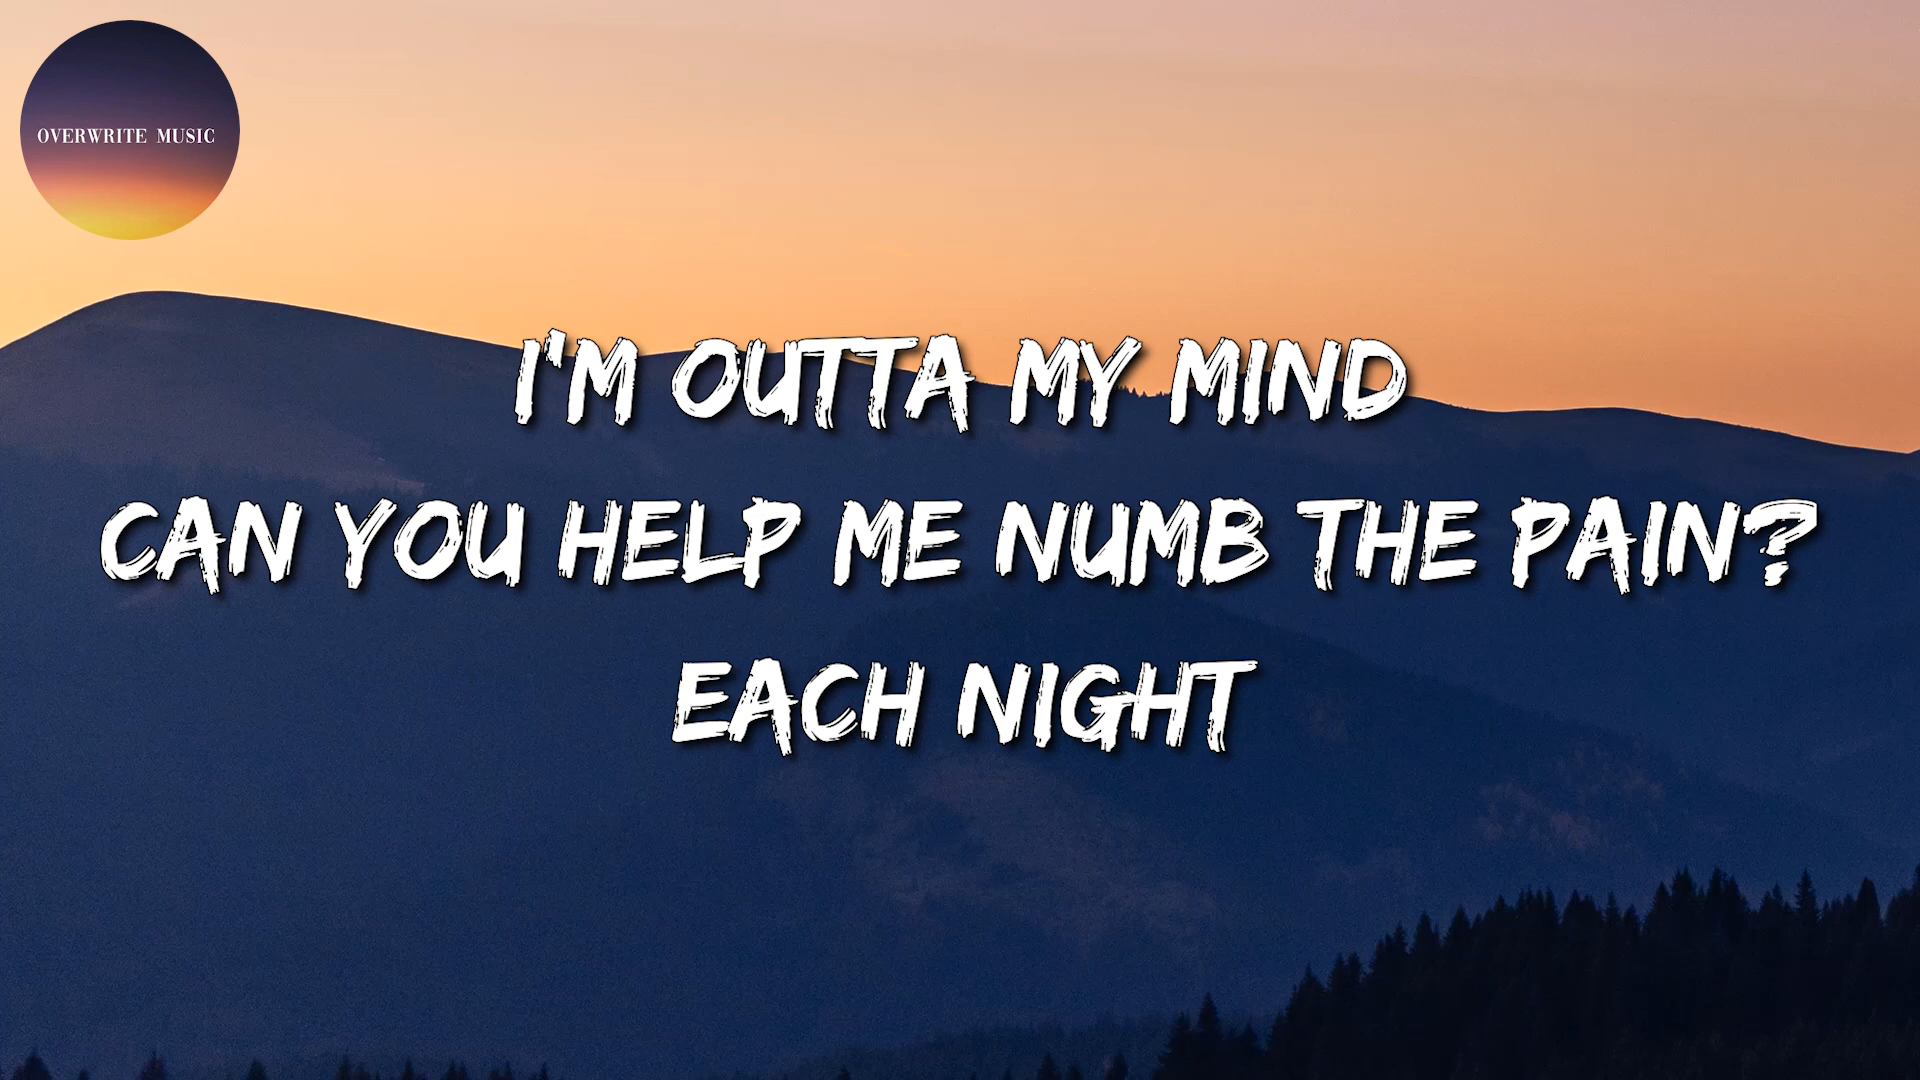 OVERWRITE MUSIC
I'M OUTTA MY MIND
CAN YOU HELP ME NUMB THE PAIN?
EACH NIGHT